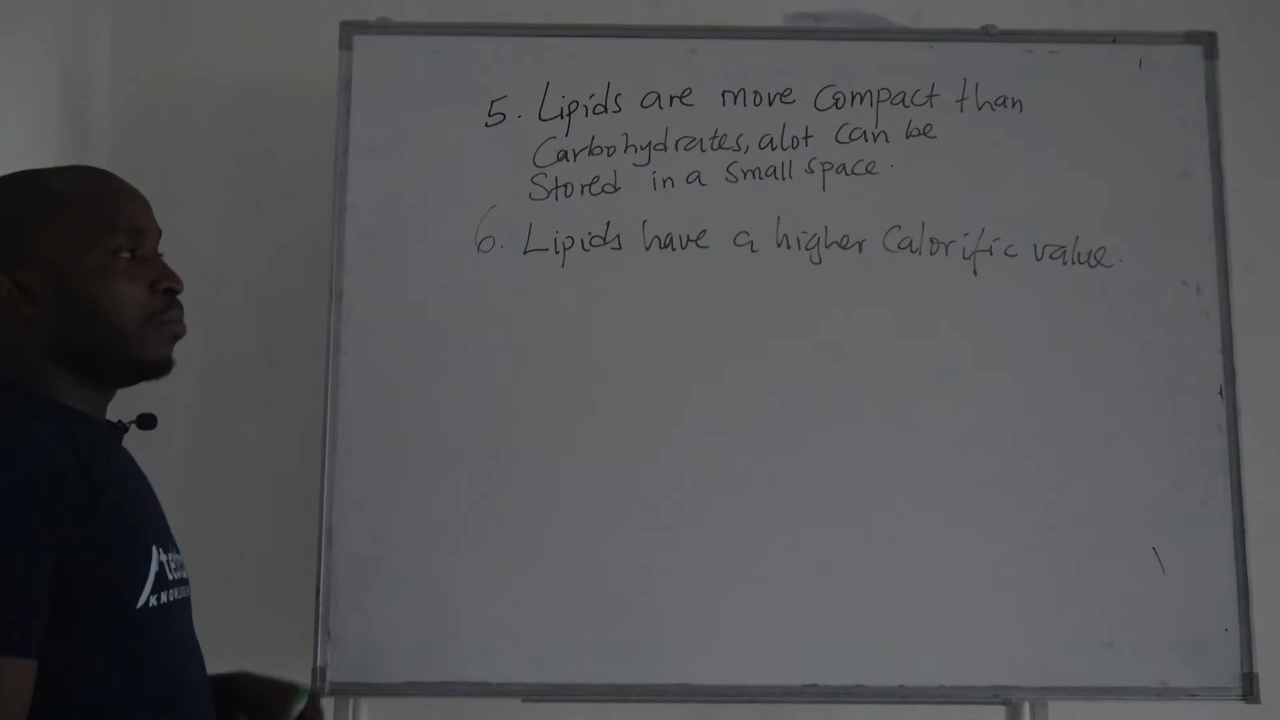 5. Lipids are more compact than
Carbohydrates, alot can be
Stored in a small space.
6. Lipids have a higher Calorific value.